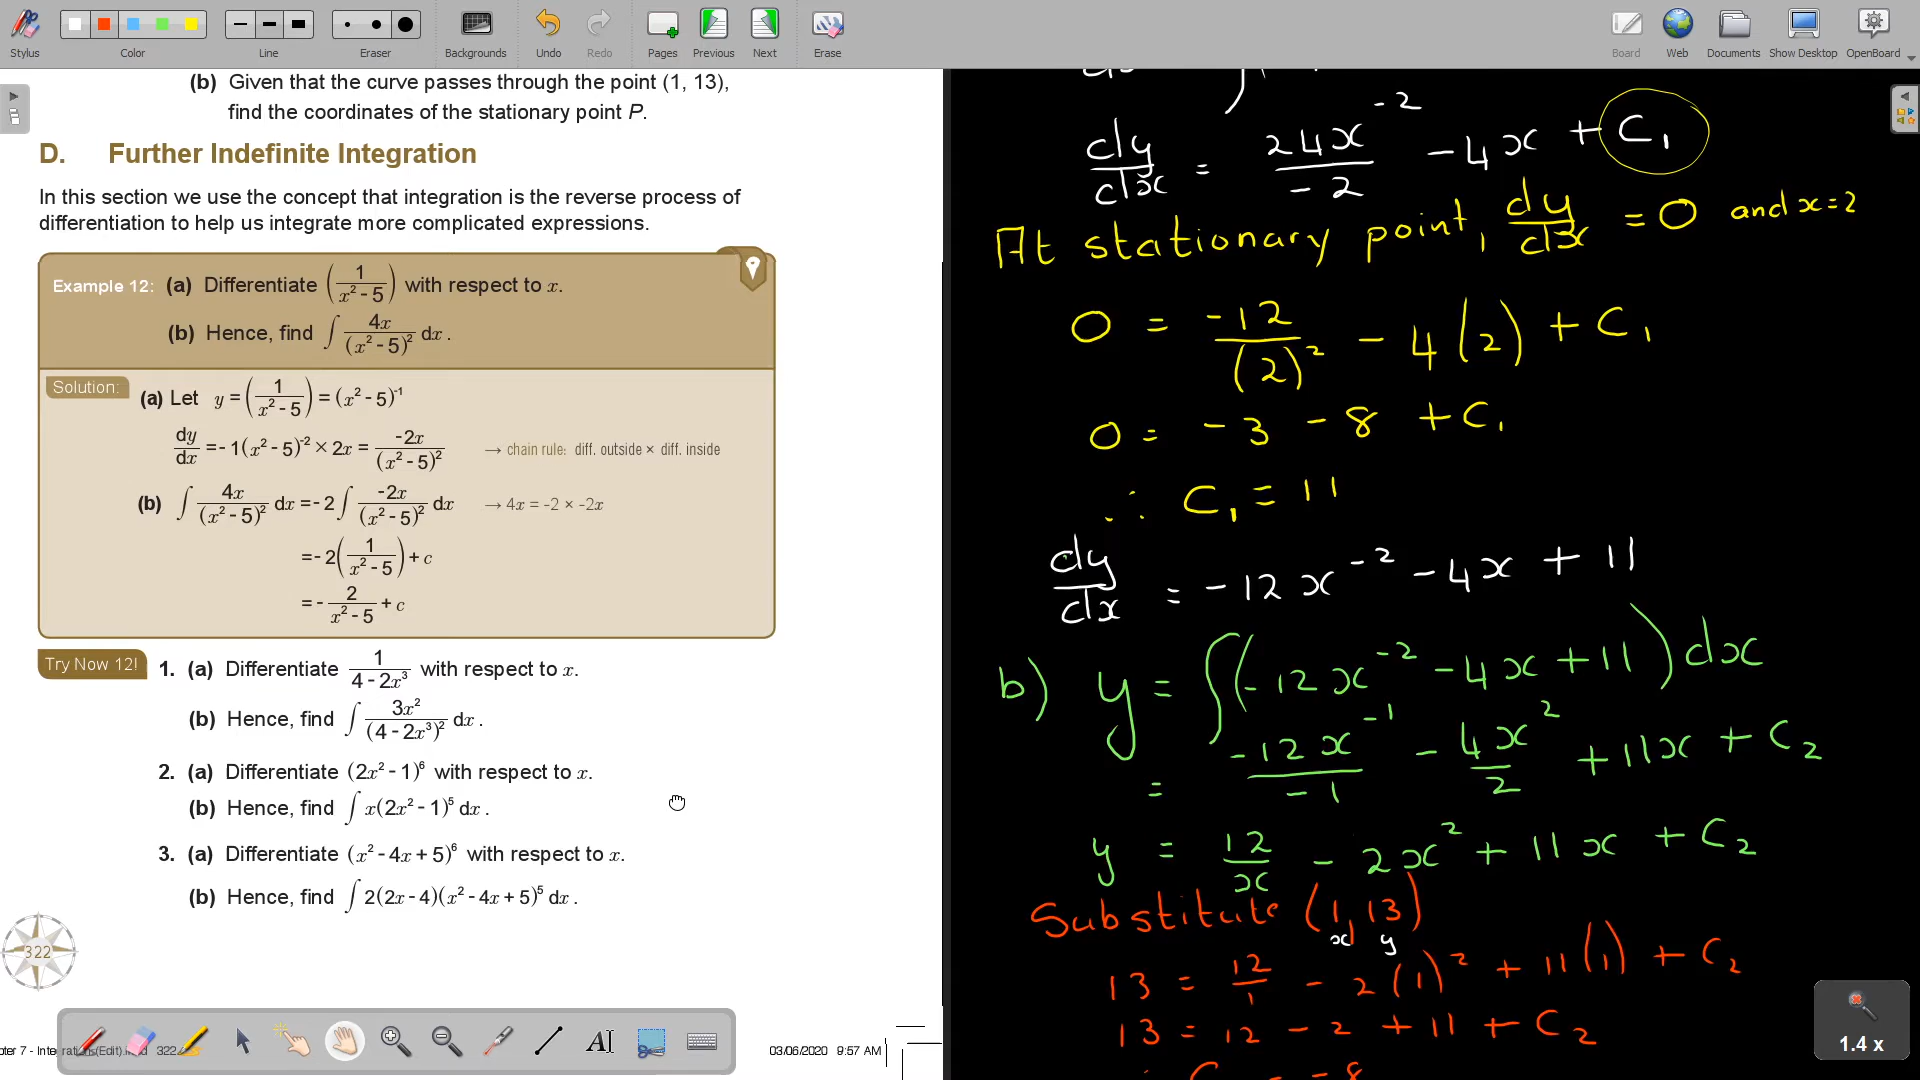 Stylus Color Line Eraser Backgrounds Undo Redo Pages Previous Next Erase Board Web Documents Show Desktop OpenBoard
(b) Given that the curve passes through the point (1, 13),
find the coordinates of the stationary point P.
D. Further Indefinite Integration
In this section we use the concept that integration is the reverse process of
differentiation to help us integrate more complicated expressions.
Example 12: (a) Differentiate (1/(x² - 5)) with respect to x.
(b) Hence, find ∫ 4x/(x² - 5)² dx .
Solution:
(a) Let y = (1/(x² - 5)) = (x² - 5)⁻¹
dy/dx = - 1(x² - 5)⁻² × 2x = -2x/(x² - 5)² → chain rule: diff. outside × diff. inside
(b) ∫ 4x/(x² - 5)² dx = - 2 ∫ -2x/(x² - 5)² dx → 4x = -2 × -2x
= - 2(1/(x² - 5)) + c
= - 2/(x² - 5) + c
Try Now 12! 1. (a) Differentiate 1/(4 - 2x³) with respect to x.
(b) Hence, find ∫ 3x²/(4 - 2x³)² dx .
2. (a) Differentiate (2x² - 1)⁶ with respect to x.
(b) Hence, find ∫ x(2x² - 1)⁵ dx .
3. (a) Differentiate (x² - 4x + 5)⁶ with respect to x.
(b) Hence, find ∫ 2(2x - 4)(x² - 4x + 5)⁵ dx .
322
03/06/2020 9:57 AM
dy/dx = 24x⁻²/-2 - 4x + C₁
At stationary point, dy/dx = 0 and x = 2
0 = -12/(2)² - 4(2) + C₁
0 = - 3 - 8 + C₁
∴ C₁ = 11
dy/dx = - 12x⁻² - 4x + 11
b) y = ∫(- 12x⁻² - 4x + 11) dx
= -12x⁻¹/-1 - 4x²/2 + 11x + C₂
y = 12/x - 2x² + 11x + C₂
Substitute (1, 13)
x y
13 = 12/1 - 2(1)² + 11(1) + C₂
13 = 12 - 2 + 11 + C₂
1.4 x